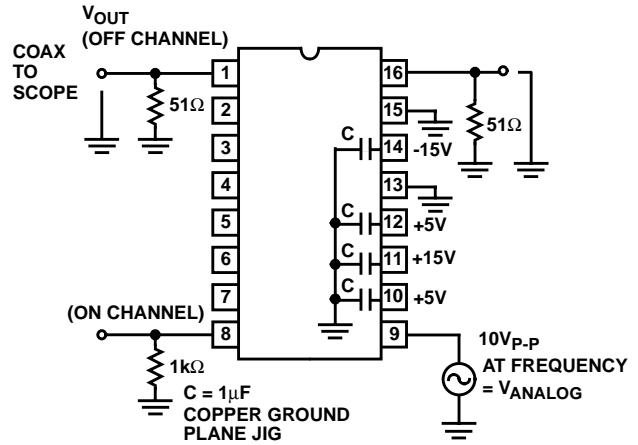 VOUT
(OFF CHANNEL)
COAX
TO
SCOPE
51Ω
1
2
3
4
5
6
7
8
16
15
14
13
12
11
10
9
51Ω
C
-15V
C
+5V
C
+15V
C
+5V
(ON CHANNEL)
1kΩ
C = 1μF
COPPER GROUND
PLANE JIG
10VP-P
AT FREQUENCY
= VANALOG